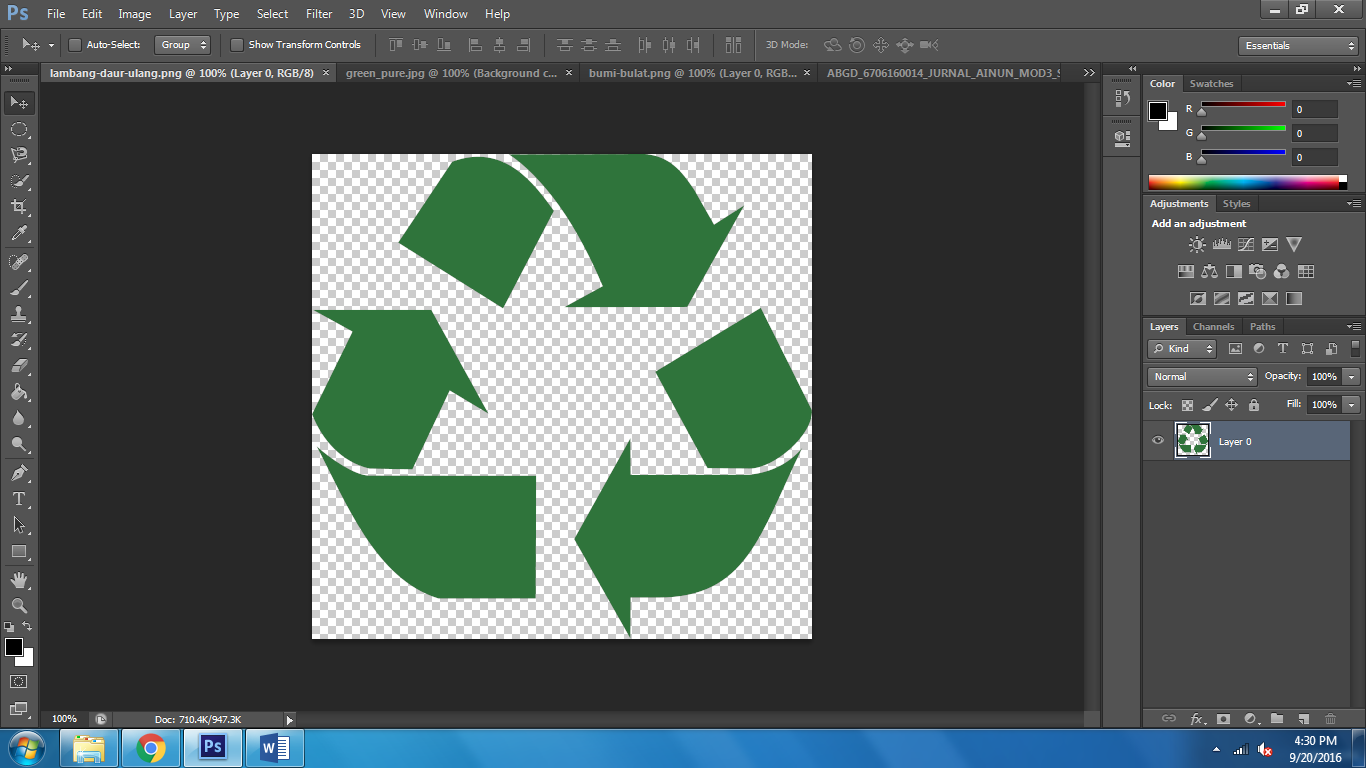 Ps File Edit Image Layer Type Select Filter 3D View Window Help
Auto-Select: Group Show Transform Controls 3D Mode: Essentials
lambang-daur-ulang.png @ 100% (Layer 0, RGB/8) × green_pure.jpg @ 100% (Background c... × bumi-bulat.png @ 100% (Layer 0, RGB... × ABGD_6706160014_JURNAL_AINUN_MOD3_S
Color Swatches
R 0
G 0
B 0
Adjustments Styles
Add an adjustment
Layers Channels Paths
Kind
Normal Opacity: 100%
Lock: Fill: 100%
Layer 0
T
fx
100% Doc: 710.4K/947.3K
Ps W
4:30 PM
9/20/2016